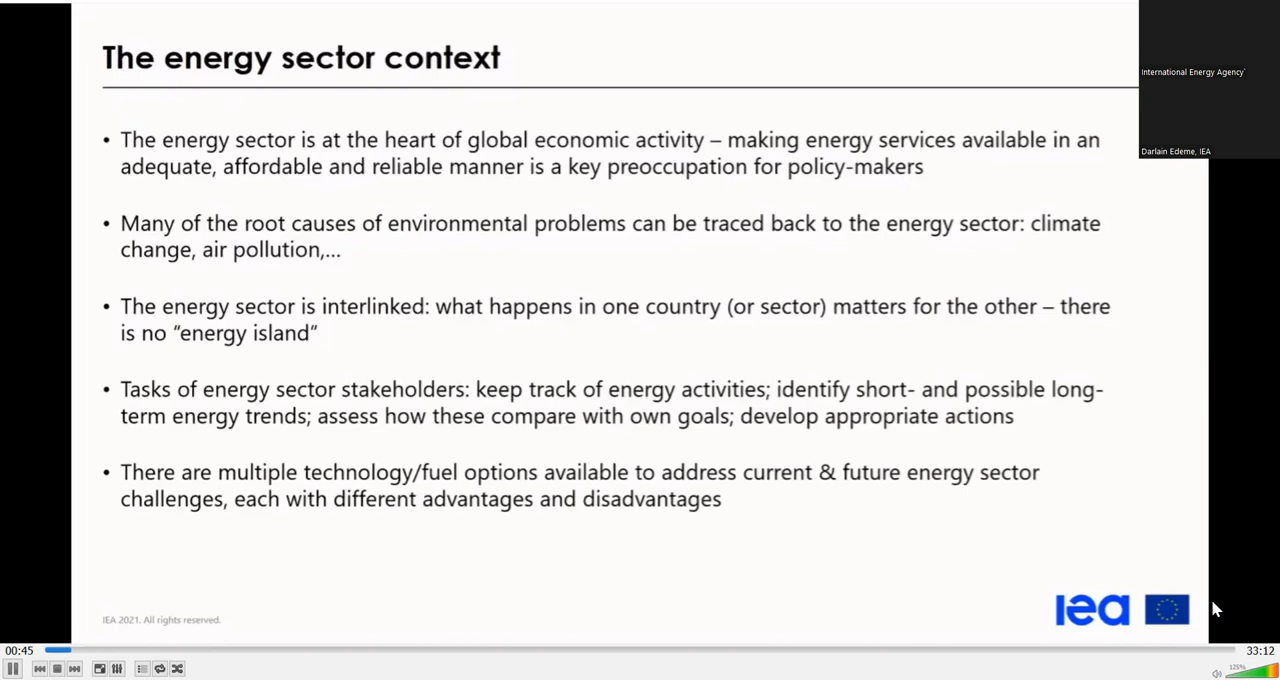 The energy sector context
International Energy Agency
Darlain Edeme, IEA
• The energy sector is at the heart of global economic activity – making energy services available in an
adequate, affordable and reliable manner is a key preoccupation for policy-makers
• Many of the root causes of environmental problems can be traced back to the energy sector: climate
change, air pollution,...
• The energy sector is interlinked: what happens in one country (or sector) matters for the other – there
is no “energy island”
• Tasks of energy sector stakeholders: keep track of energy activities; identify short- and possible long-
term energy trends; assess how these compare with own goals; develop appropriate actions
• There are multiple technology/fuel options available to address current & future energy sector
challenges, each with different advantages and disadvantages
IEA 2021. All rights reserved.
iea
00:45
33:12
125%